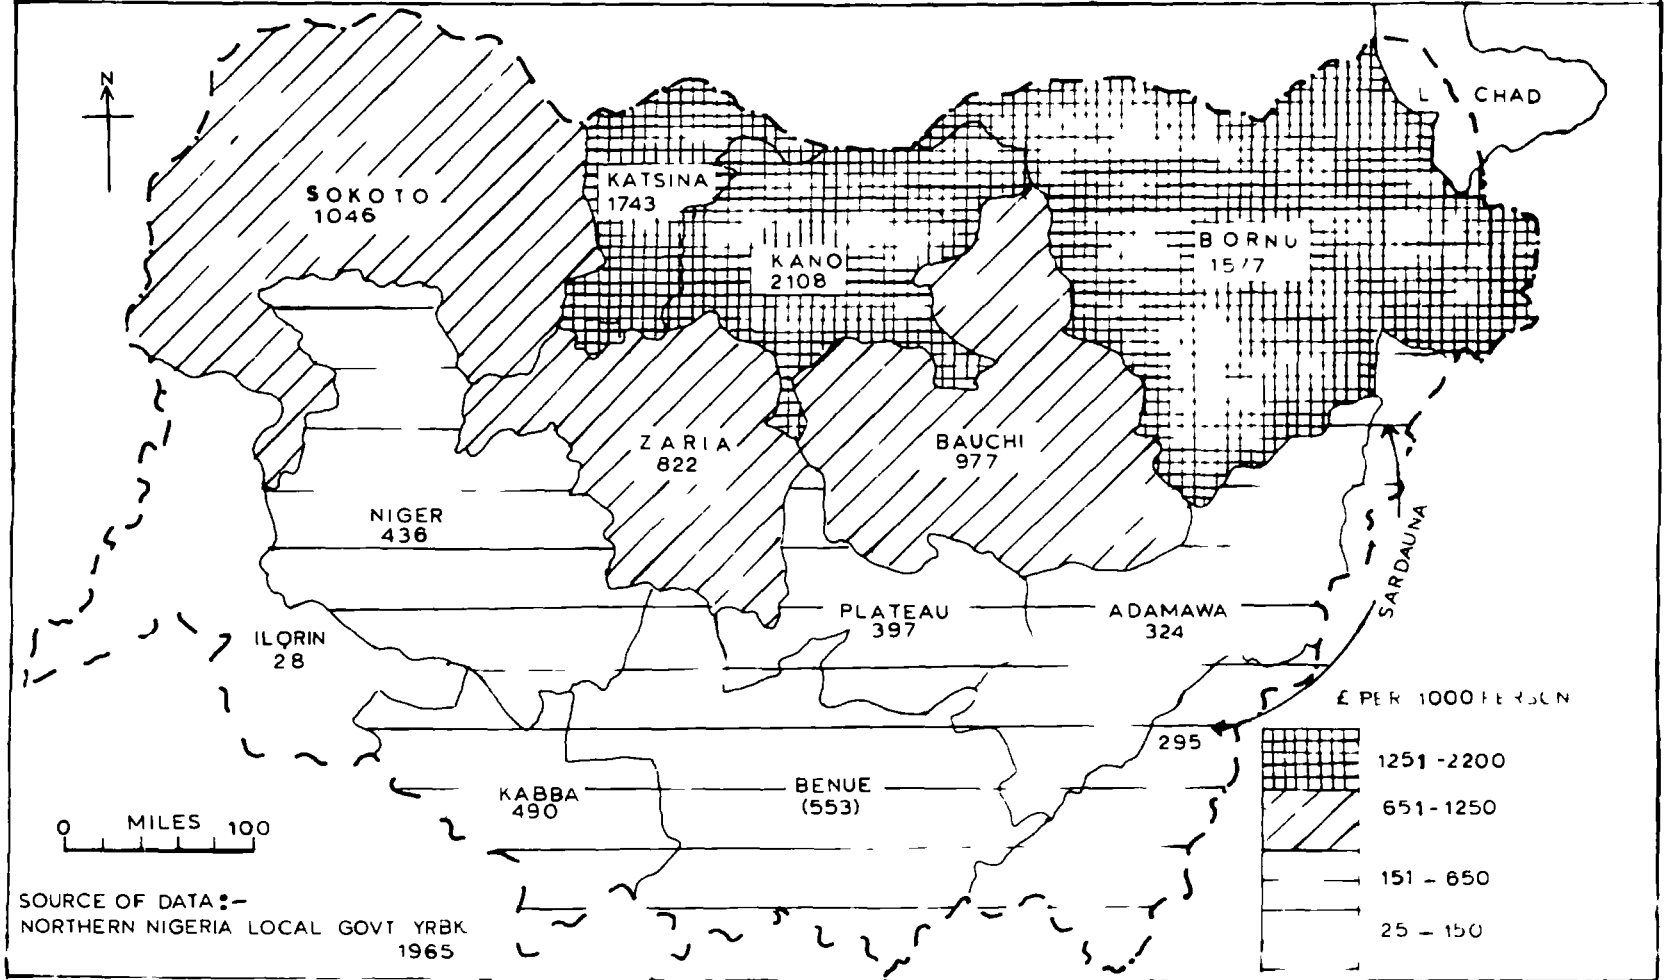 N
L CHAD
SOKOTO
1046
KATSINA
1743
KANO
2108
BORNU
ZARIA
822
BAUCHI
977
NIGER
436
SARDAUNA
PLATEAU
397
ADAMAWA
324
ILORIN
28
£ PER 1000
295
1251-2200
KABBA
490
BENUE
(553)
651-1250
0 MILES 100
151-650
25-150
SOURCE OF DATA:-
NORTHERN NIGERIA LOCAL GOVT YRBK
1965